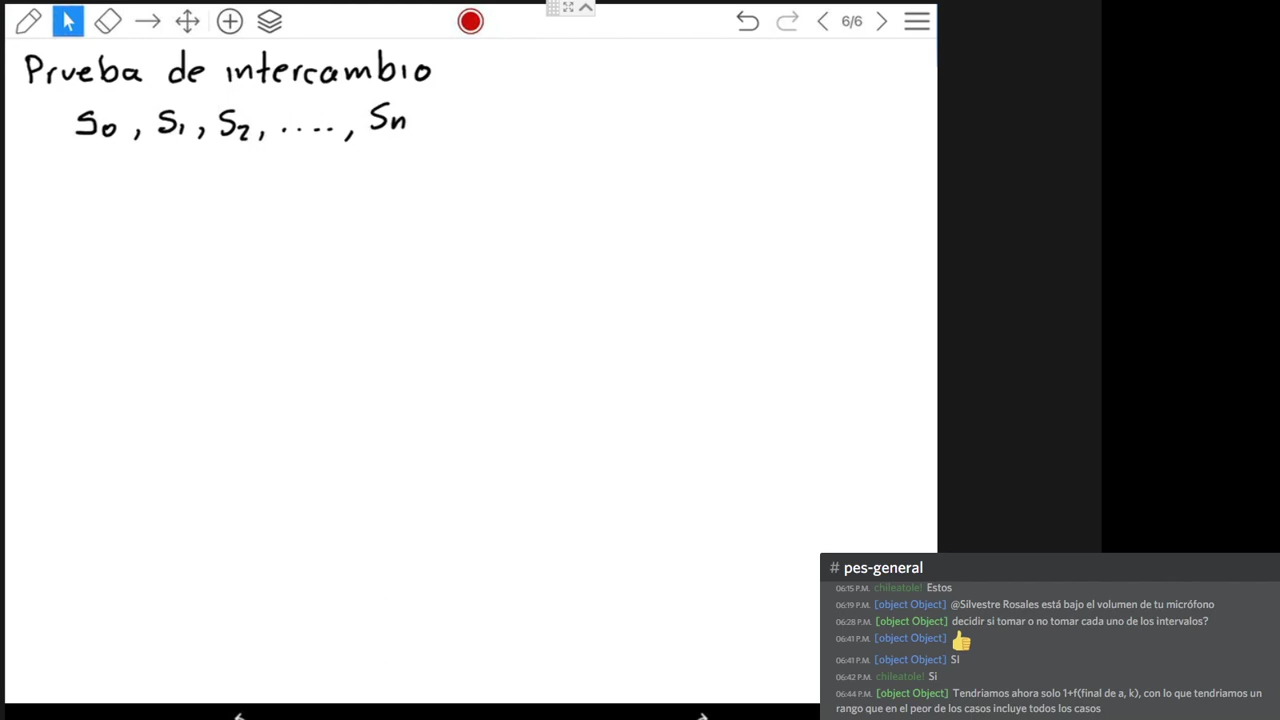 6/6
Prueba de intercambio
S0 , S1 , S2, ...., Sn
# pes-general
06:15 P.M. chileatole! Estos
06:19 P.M. [object Object] @Silvestre Rosales está bajo el volumen de tu micrófono
06:28 P.M. [object Object] decidir si tomar o no tomar cada uno de los intervalos?
06:41 P.M. [object Object] 👍
06:41 P.M. [object Object] SI
06:42 P.M. chileatole! Si
06:44 P.M. [object Object] Tendriamos ahora solo 1+f(final de a, k), con lo que tendriamos un
rango que en el peor de los casos incluye todos los casos